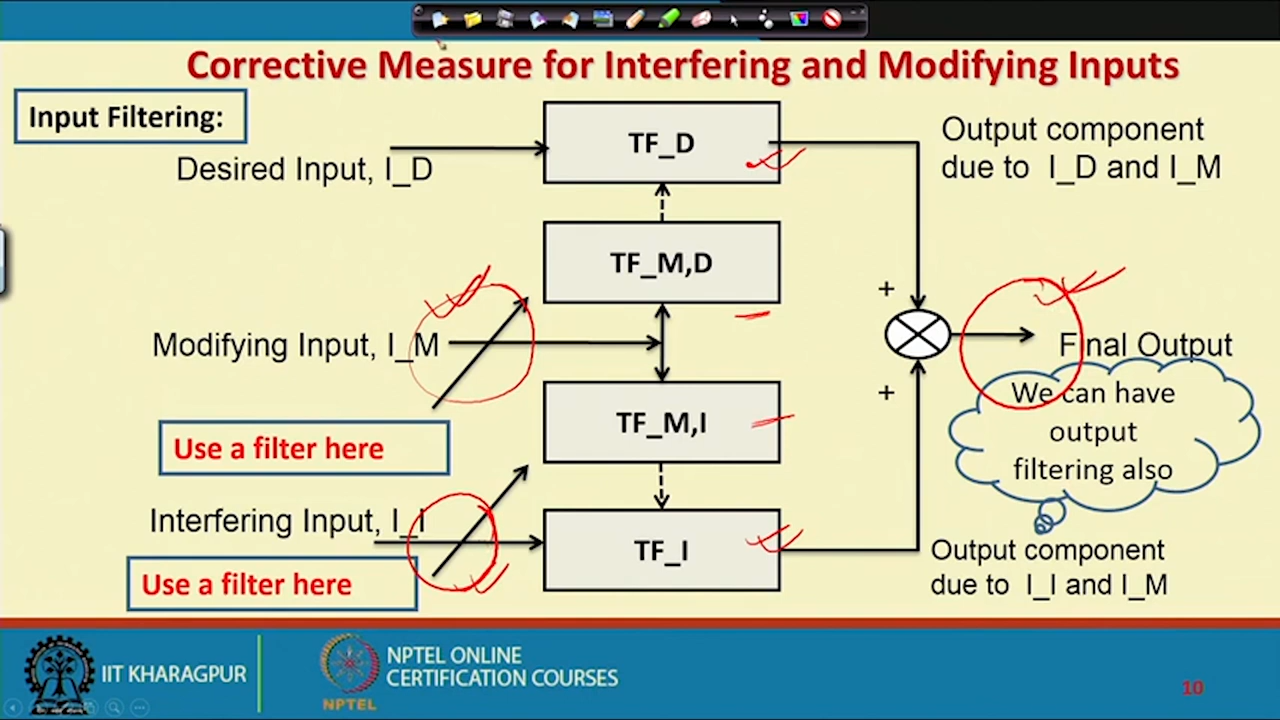 Corrective Measure for Interfering and Modifying Inputs
Input Filtering:
Desired Input, I_D
TF_D
Output component
due to I_D and I_M
TF_M,D
+
Modifying Input, I_M
Final Output
+
TF_M,I
We can have
output
filtering also
Use a filter here
Interfering Input, I_I
TF_I
Output component
due to I_I and I_M
Use a filter here
IIT KHARAGPUR
NPTEL
NPTEL ONLINE
CERTIFICATION COURSES
10